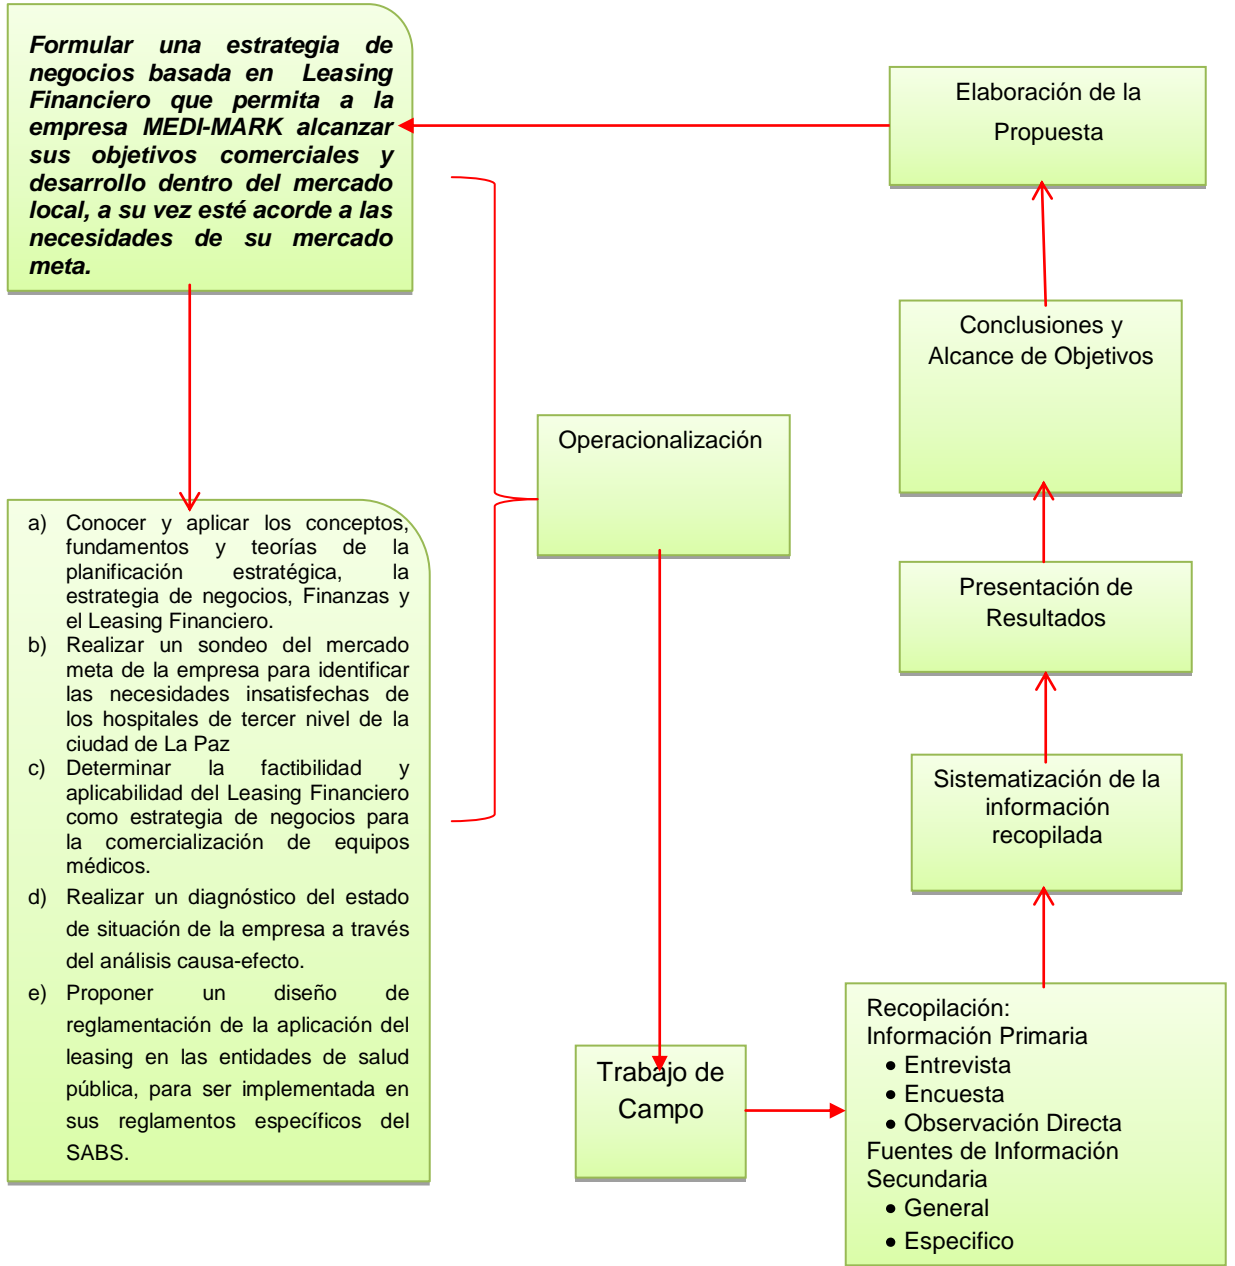 Formular una estrategia de
negocios basada en Leasing
Financiero que permita a la
empresa MEDI-MARK alcanzar
sus objetivos comerciales y
desarrollo dentro del mercado
local, a su vez esté acorde a las
necesidades de su mercado
meta.
a) Conocer y aplicar los conceptos,
fundamentos y teorías de la
planificación estratégica, la
estrategia de negocios, Finanzas y
el Leasing Financiero.
b) Realizar un sondeo del mercado
meta de la empresa para identificar
las necesidades insatisfechas de
los hospitales de tercer nivel de la
ciudad de La Paz
c) Determinar la factibilidad y
aplicabilidad del Leasing Financiero
como estrategia de negocios para
la comercialización de equipos
médicos.
d) Realizar un diagnóstico del estado
de situación de la empresa a través
del análisis causa-efecto.
e) Proponer un diseño de
reglamentación de la aplicación del
leasing en las entidades de salud
pública, para ser implementada en
sus reglamentos específicos del
SABS.
Operacionalización
Trabajo de
Campo
Recopilación:
Información Primaria
• Entrevista
• Encuesta
• Observación Directa
Fuentes de Información
Secundaria
• General
• Especifico
Sistematización de la
información
recopilada
Presentación de
Resultados
Conclusiones y
Alcance de Objetivos
Elaboración de la
Propuesta